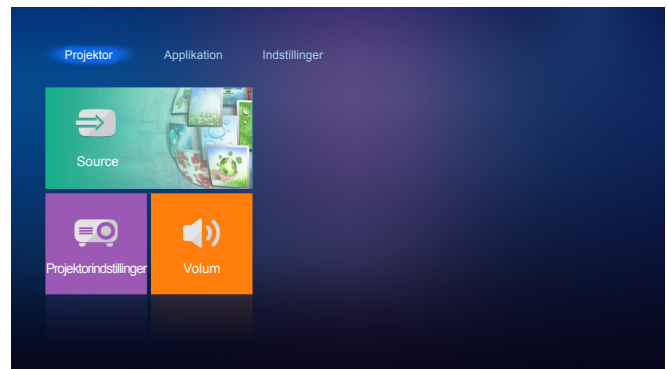 Projektor
Applikation
Indstillinger
Source
Projektorindstillinger
Volum